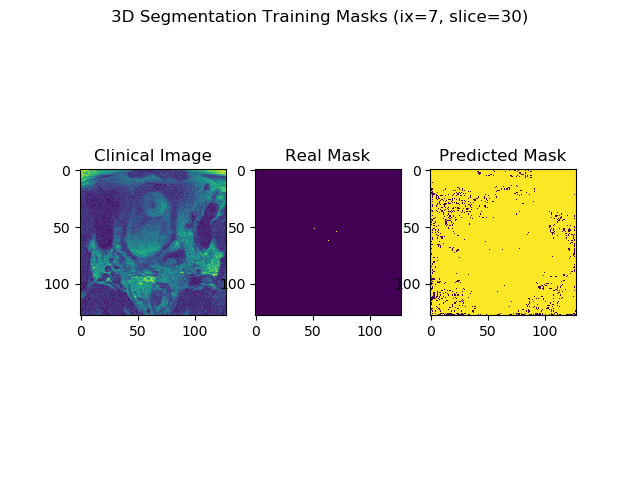 3D Segmentation Training Masks (ix=7, slice=30)
Clinical Image Real Mask Predicted Mask
0 0 0
50 50 50
100 100 100
0 50 100 0 50 100 0 50 100